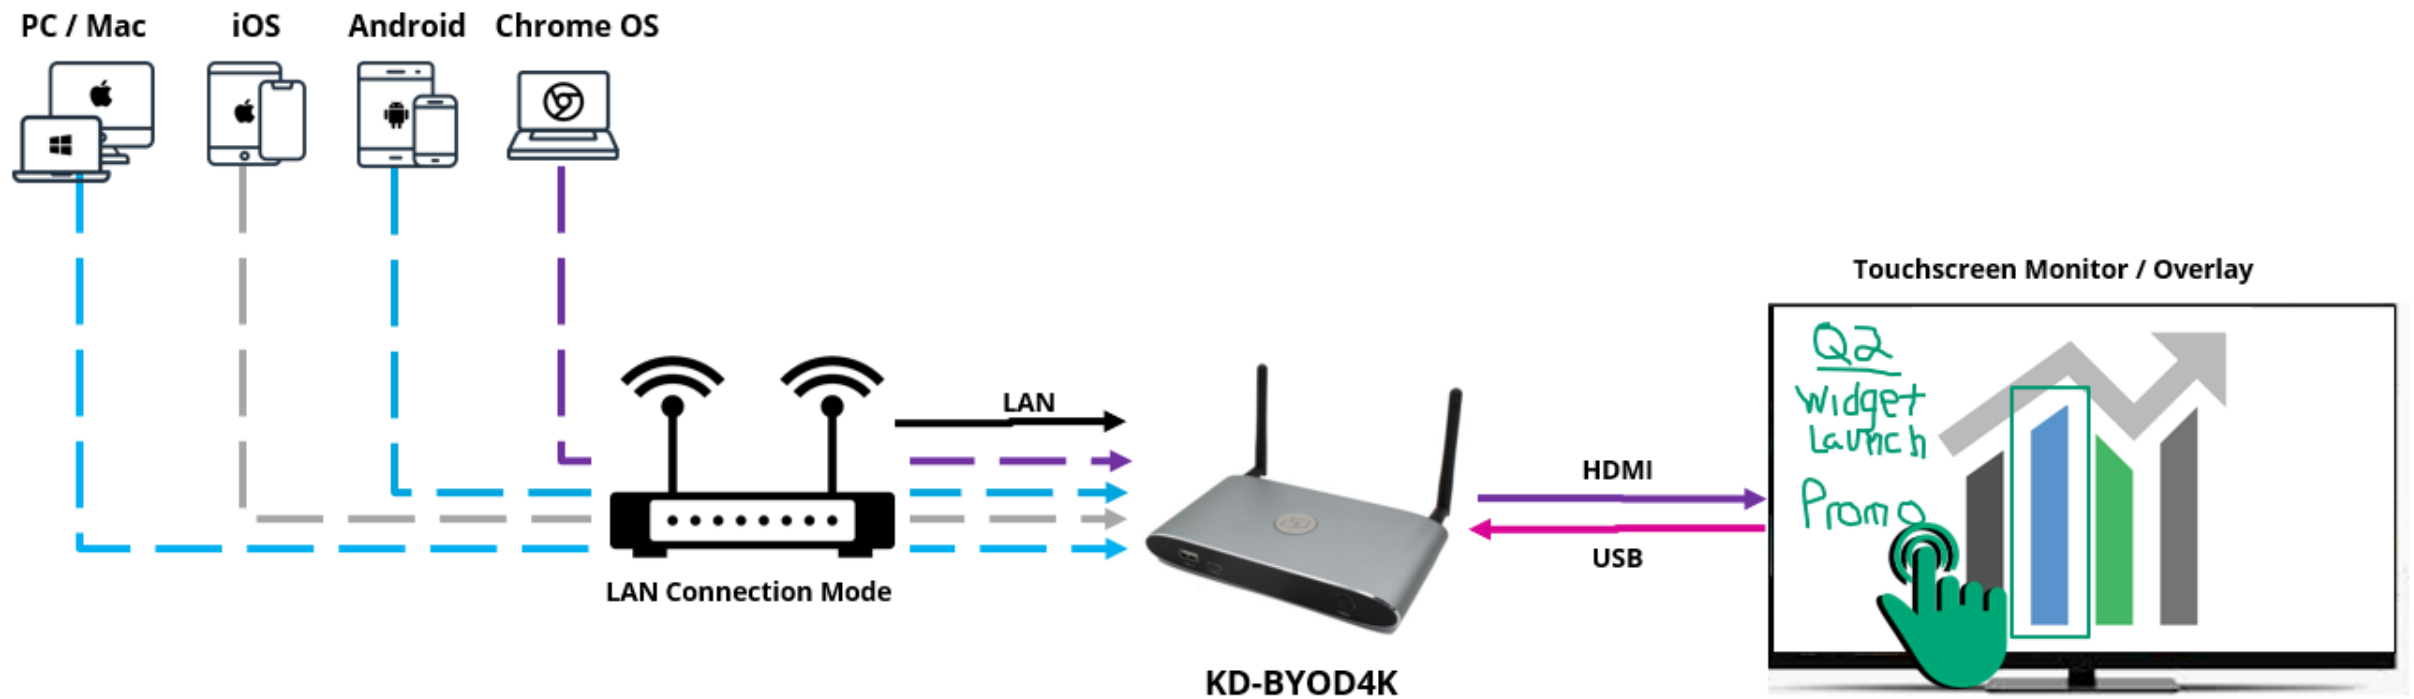 PC / Mac
iOS
Android
Chrome OS
Touchscreen Monitor / Overlay
Q2
Widget
Launch
Promo
LAN
HDMI
USB
LAN Connection Mode
KD-BYOD4K